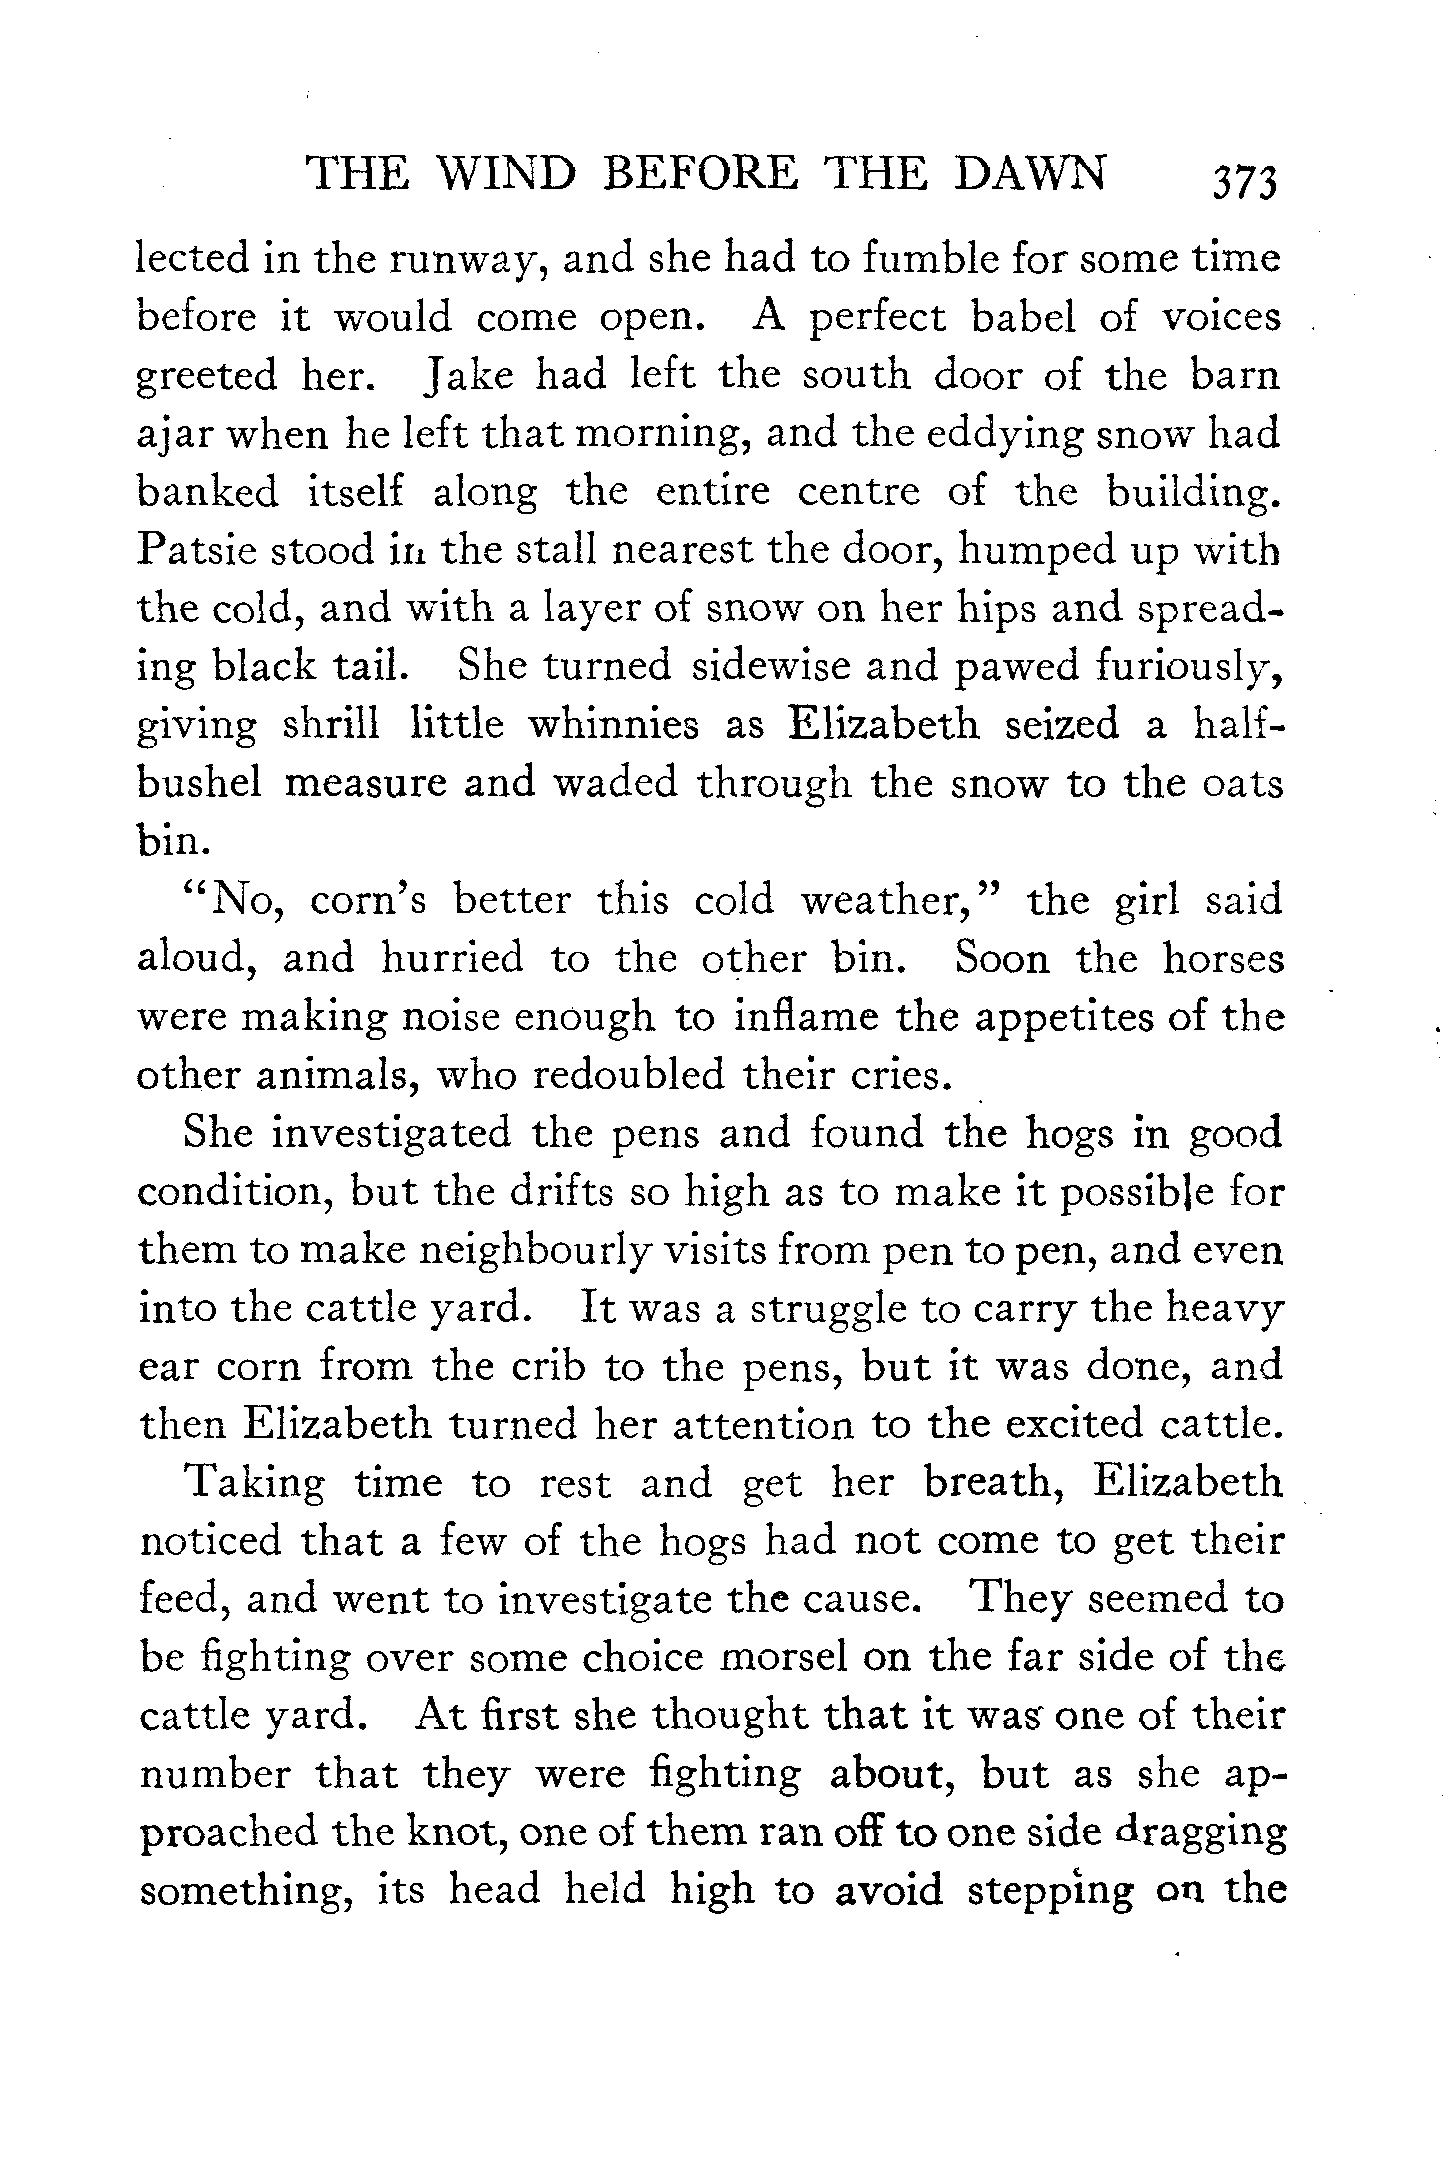 THE WIND BEFORE THE DAWN 373
lected in the runway, and she had to fumble for some time
before it would come open. A perfect babel of voices
greeted her. Jake had left the south door of the barn
ajar when he left that morning, and the eddying snow had
banked itself along the entire centre of the building.
Patsie stood in the stall nearest the door, humped up with
the cold, and with a layer of snow on her hips and spread-
ing black tail. She turned sidewise and pawed furiously,
giving shrill little whinnies as Elizabeth seized a half-
bushel measure and waded through the snow to the oats
bin.
“No, corn’s better this cold weather,” the girl said
aloud, and hurried to the other bin. Soon the horses
were making noise enough to inflame the appetites of the
other animals, who redoubled their cries.
She investigated the pens and found the hogs in good
condition, but the drifts so high as to make it possible for
them to make neighbourly visits from pen to pen, and even
into the cattle yard. It was a struggle to carry the heavy
ear corn from the crib to the pens, but it was done, and
then Elizabeth turned her attention to the excited cattle.
Taking time to rest and get her breath, Elizabeth
noticed that a few of the hogs had not come to get their
feed, and went to investigate the cause. They seemed to
be fighting over some choice morsel on the far side of the
cattle yard. At first she thought that it was one of their
number that they were fighting about, but as she ap-
proached the knot, one of them ran off to one side dragging
something, its head held high to avoid stepping on the